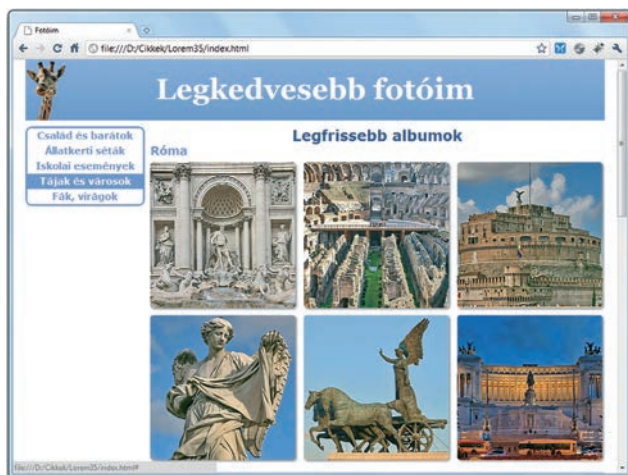 Fotóim
file:///D:/Cikkek/Lorem35/index.html
Legkedvesebb fotóim
Család és barátok
Állatkerti séták
Iskolai események
Tájak és városok
Fák, virágok
Legfrissebb albumok
Róma
file:///D:/Cikkek/Lorem35/index.html#